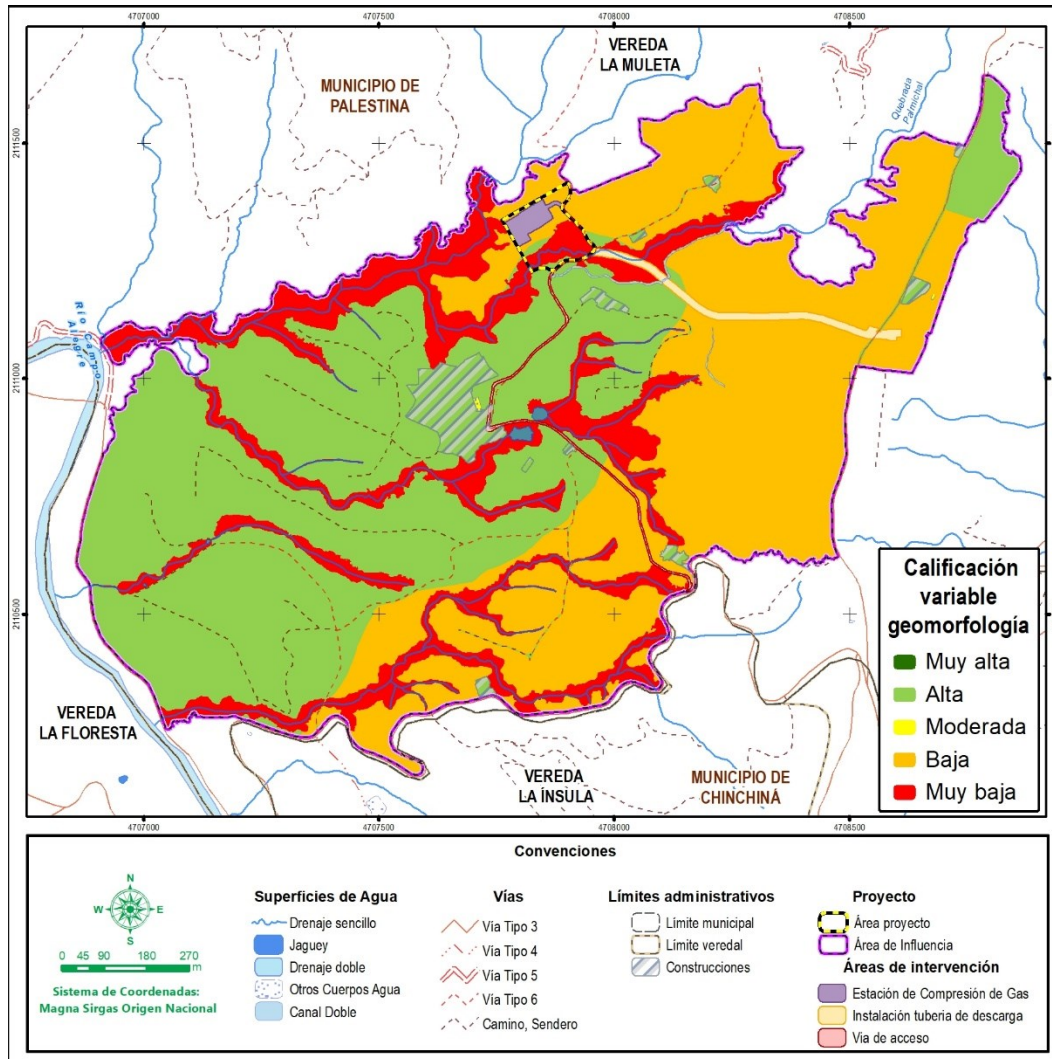 4707000
4707500
4708000
4708500
2111500
2111000
2110500
VEREDA
LA MULETA
MUNICIPIO DE
PALESTINA
Quebrada
Palmichal
Río Campo
Alegre
VEREDA
LA FLORESTA
VEREDA
LA ÍNSULA
MUNICIPIO DE
CHINCHINÁ
Calificación
variable
geomorfología
Muy alta
Alta
Moderada
Baja
Muy baja
4707000
4707500
4708000
4708500
Convenciones
N
W
E
S
0 45 90 180 270
m
Sistema de Coordenadas:
Magna Sirgas Origen Nacional
Superficies de Agua
Drenaje sencillo
Jaguey
Drenaje doble
Otros Cuerpos Agua
Canal Doble
Vías
Vía Tipo 3
Vía Tipo 4
Vía Tipo 5
Vía Tipo 6
Camino, Sendero
Límites administrativos
Límite municipal
Límite veredal
Construcciones
Proyecto
Área proyecto
Área de Influencia
Áreas de intervención
Estación de Compresión de Gas
Instalación tuberia de descarga
Via de acceso